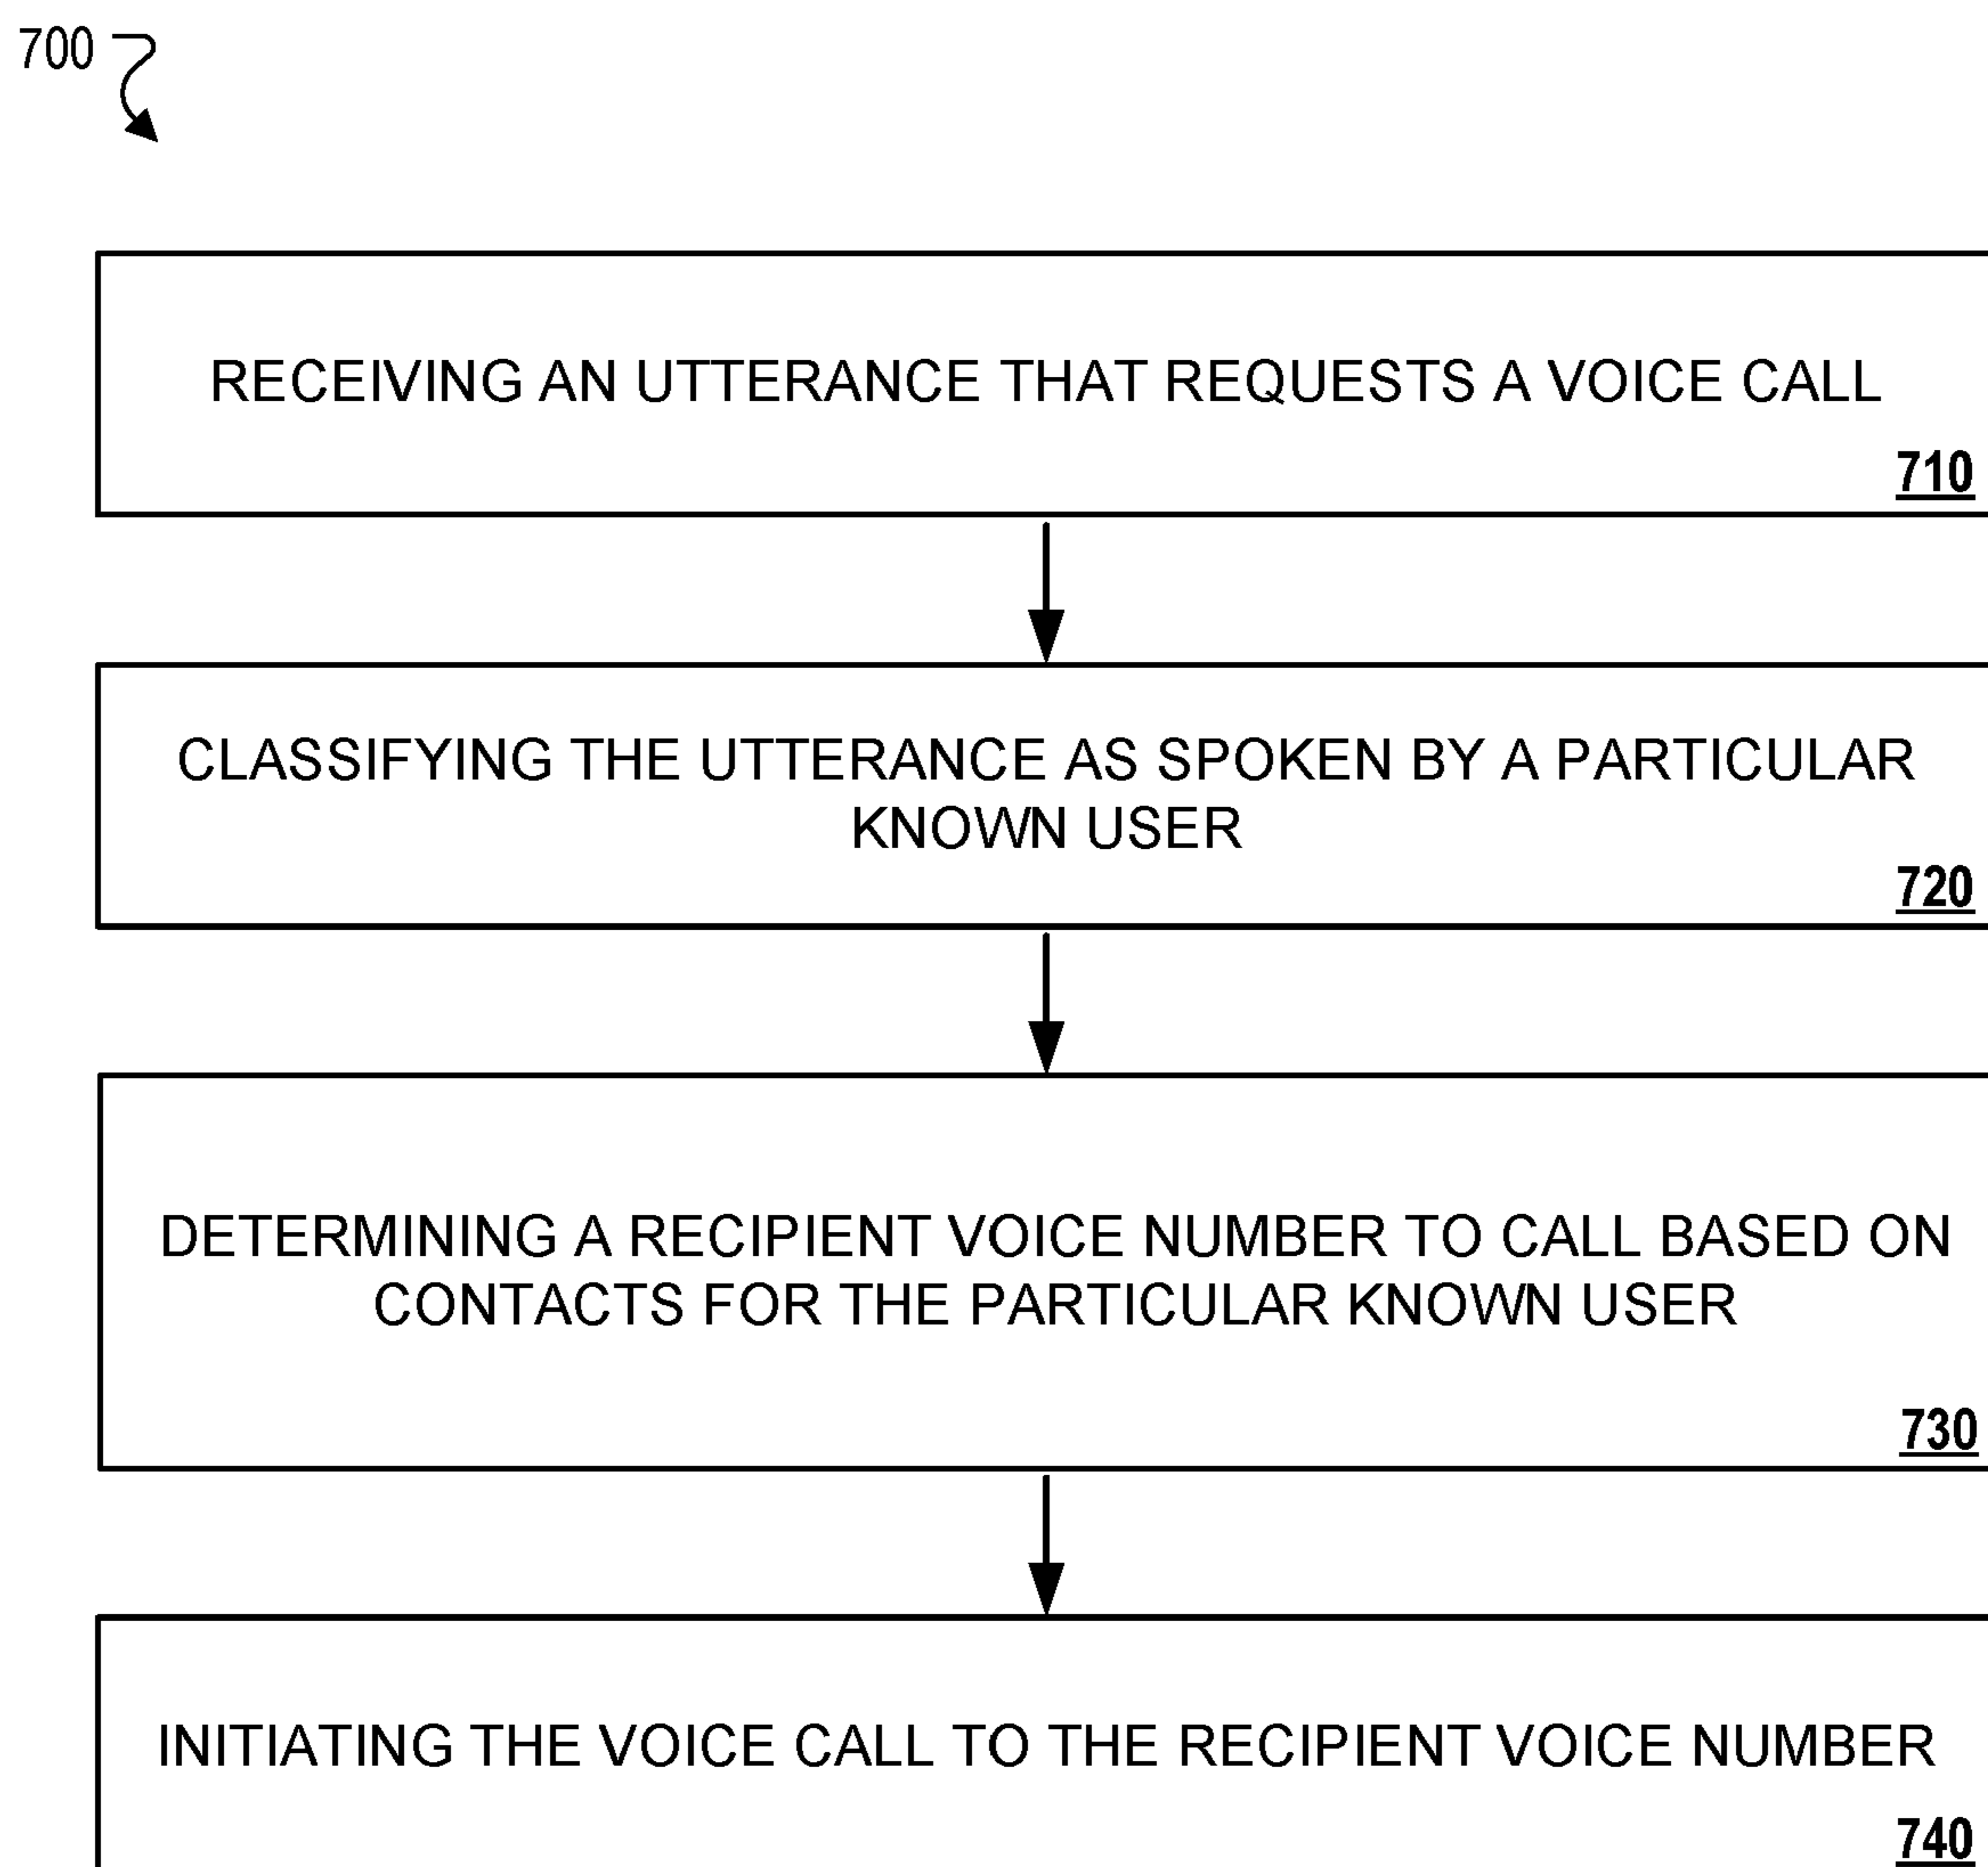 700
RECEIVING AN UTTERANCE THAT REQUESTS A VOICE CALL
710
CLASSIFYING THE UTTERANCE AS SPOKEN BY A PARTICULAR
KNOWN USER
720
DETERMINING A RECIPIENT VOICE NUMBER TO CALL BASED ON
CONTACTS FOR THE PARTICULAR KNOWN USER
730
INITIATING THE VOICE CALL TO THE RECIPIENT VOICE NUMBER
740